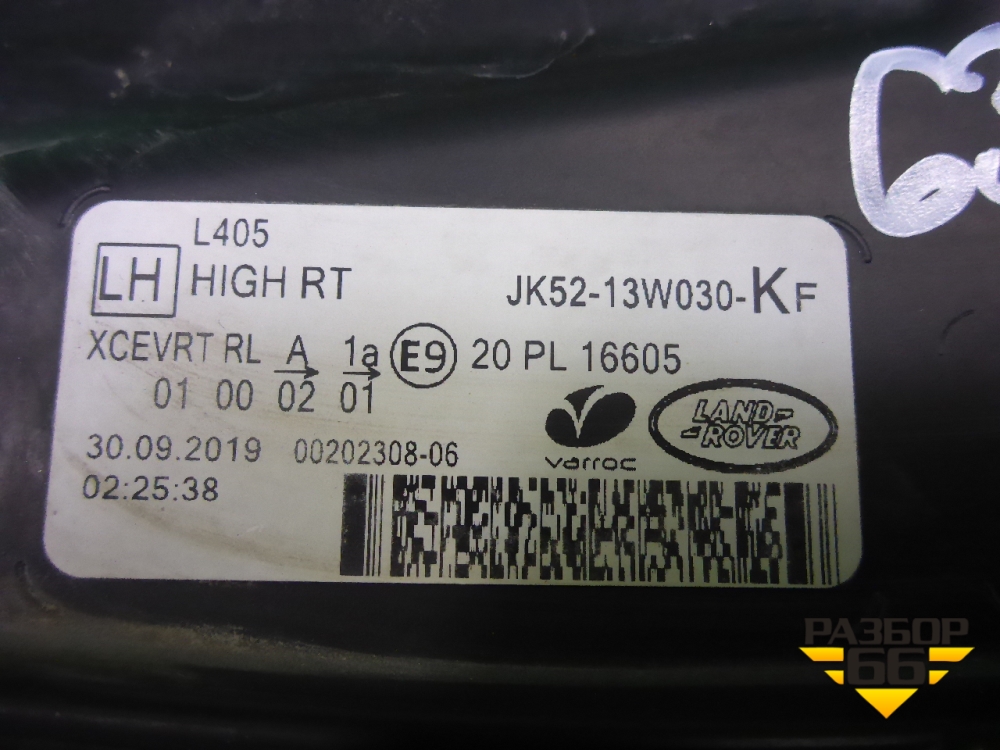 L405
LH HIGH RT JK52-13W030-KF
XCEVRT RL A 1a E9 20 PL 16605
01 00 02 01
30.09.2019 00202308-06
02:25:38
varroc
LAND-
-ROVER
РАЗБОР
66